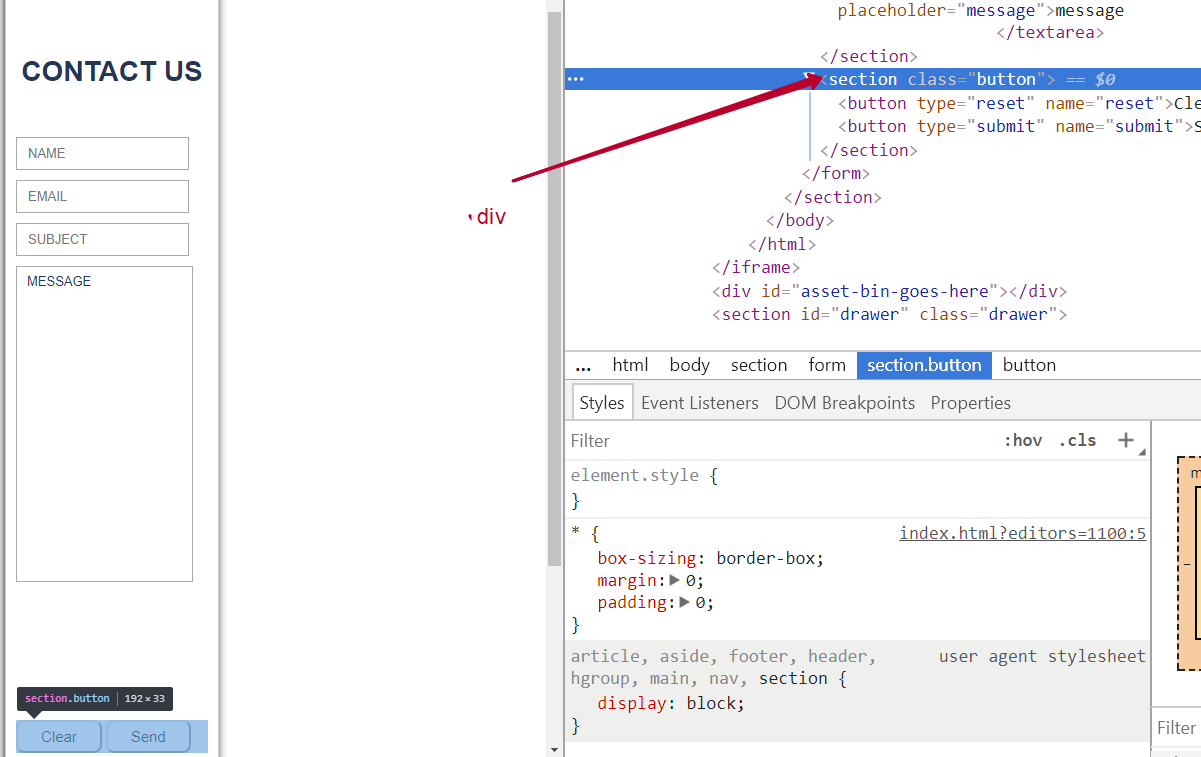 CONTACT US
NAME
EMAIL
SUBJECT
MESSAGE
section.button 192 × 33
Clear
Send
div
placeholder="message">message
</textarea>
</section>
<section class="button"> == $0
<button type="reset" name="reset">Cle
<button type="submit" name="submit">S
</section>
</form>
</section>
</body>
</html>
</iframe>
<div id="asset-bin-goes-here"></div>
<section id="drawer" class="drawer">
... html body section form section.button button
Styles Event Listeners DOM Breakpoints Properties
Filter :hov .cls +
element.style {
}
* { index.html?editors=1100:5
box-sizing: border-box;
margin: 0;
padding: 0;
}
article, aside, footer, header, user agent stylesheet
hgroup, main, nav, section {
display: block;
}
m
–
Filter